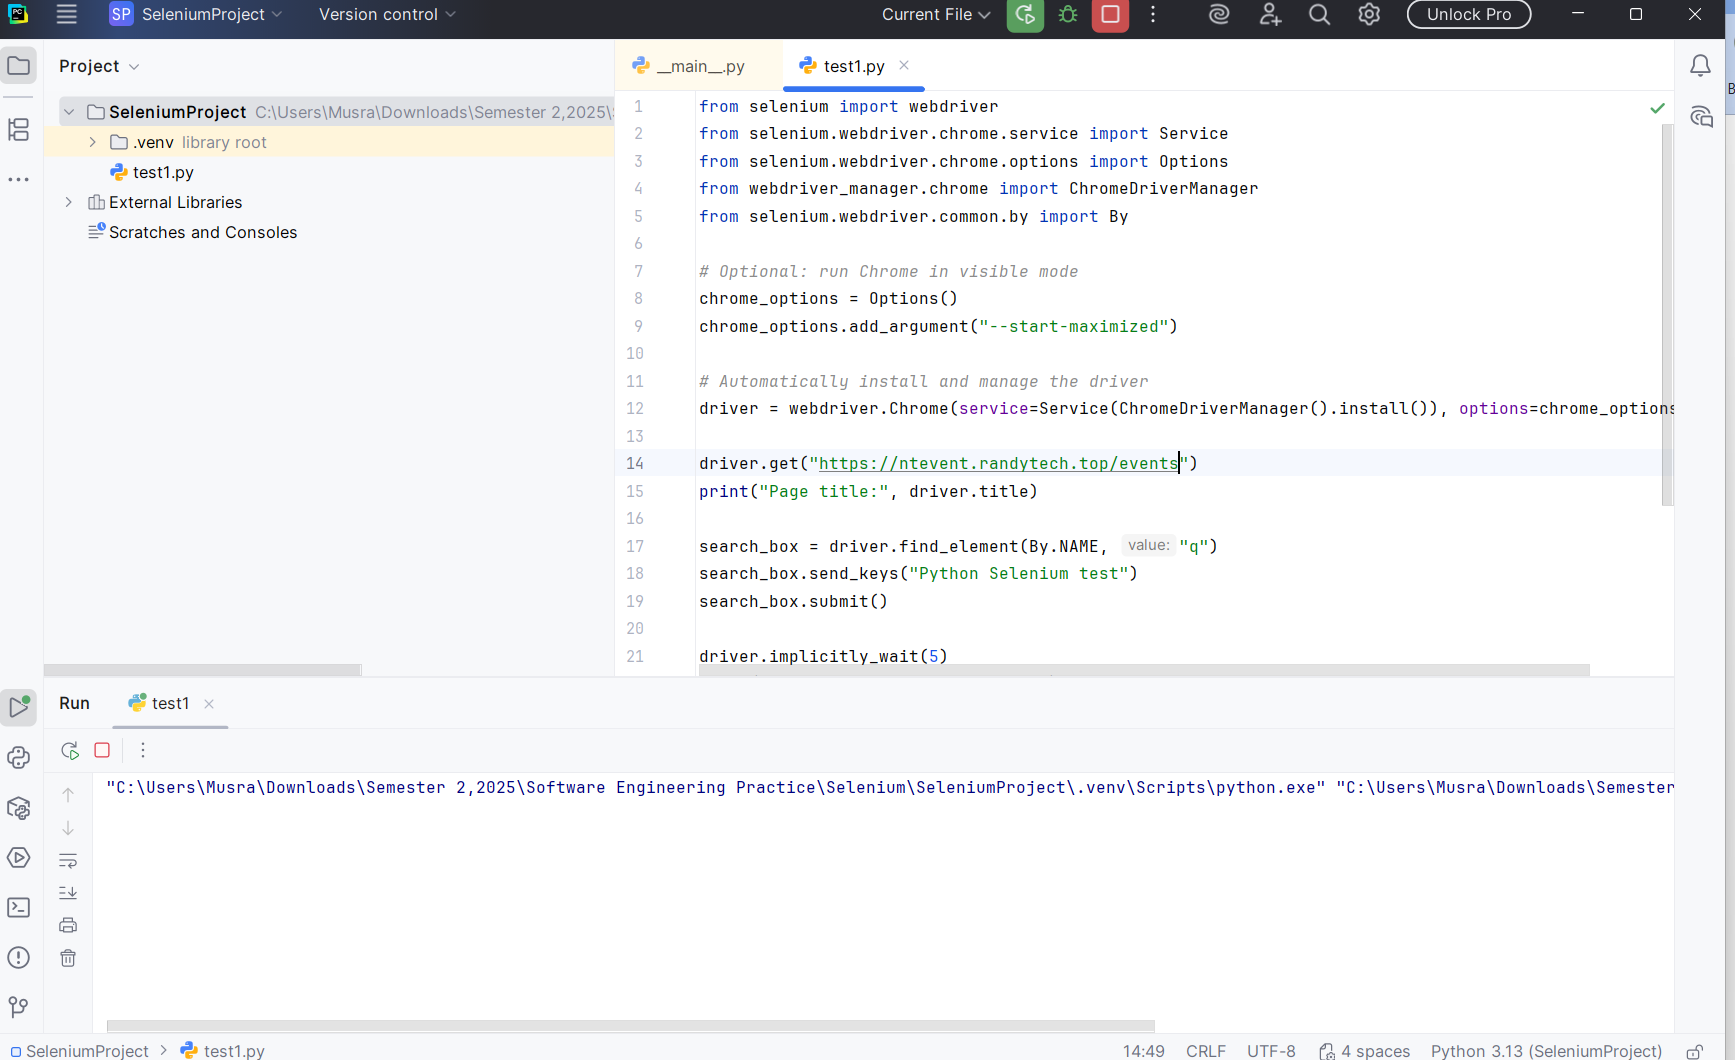 PC
SP SeleniumProject Version control Current File Unlock Pro
Project
__main__.py test1.py
SeleniumProject C:\Users\Musra\Downloads\Semester 2,2025\
.venv library root
test1.py
External Libraries
Scratches and Consoles
1 from selenium import webdriver
2 from selenium.webdriver.chrome.service import Service
3 from selenium.webdriver.chrome.options import Options
4 from webdriver_manager.chrome import ChromeDriverManager
5 from selenium.webdriver.common.by import By
6
7 # Optional: run Chrome in visible mode
8 chrome_options = Options()
9 chrome_options.add_argument("--start-maximized")
10
11 # Automatically install and manage the driver
12 driver = webdriver.Chrome(service=Service(ChromeDriverManager().install()), options=chrome_options
13
14 driver.get("https://ntevent.randytech.top/events")
15 print("Page title:", driver.title)
16
17 search_box = driver.find_element(By.NAME, value: "q")
18 search_box.send_keys("Python Selenium test")
19 search_box.submit()
20
21 driver.implicitly_wait(5)
Run test1
"C:\Users\Musra\Downloads\Semester 2,2025\Software Engineering Practice\Selenium\SeleniumProject\.venv\Scripts\python.exe" "C:\Users\Musra\Downloads\Semester
SeleniumProject > test1.py
14:49 CRLF UTF-8 4 spaces Python 3.13 (SeleniumProject)
B